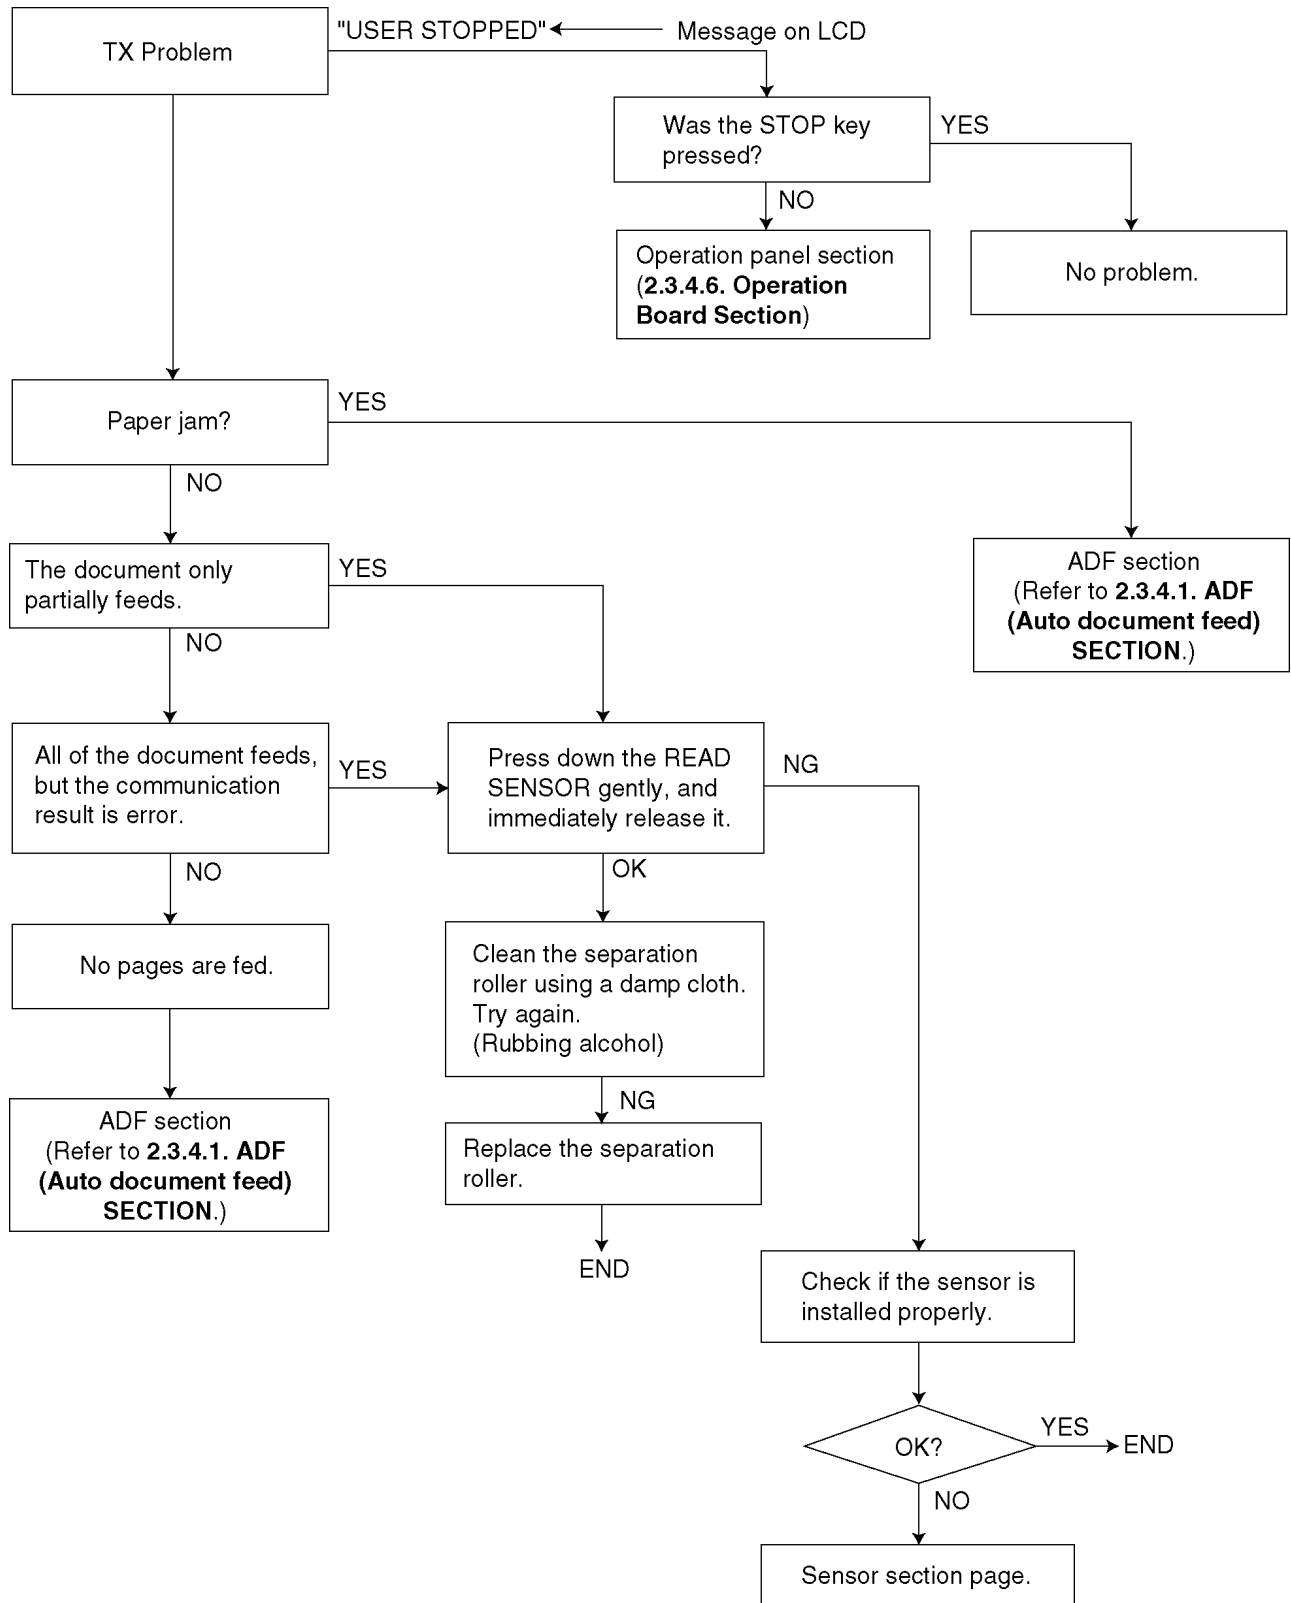 "USER STOPPED"
Message on LCD
TX Problem
Was the STOP key
pressed?
YES
NO
Operation panel section
(2.3.4.6. Operation
Board Section)
No problem.
Paper jam?
YES
NO
The document only
partially feeds.
YES
NO
ADF section
(Refer to 2.3.4.1. ADF
(Auto document feed)
SECTION.)
All of the document feeds,
but the communication
result is error.
YES
NO
Press down the READ
SENSOR gently, and
immediately release it.
NG
OK
No pages are fed.
Clean the separation
roller using a damp cloth.
Try again.
(Rubbing alcohol)
NG
ADF section
(Refer to 2.3.4.1. ADF
(Auto document feed)
SECTION.)
Replace the separation
roller.
END
Check if the sensor is
installed properly.
OK?
YES
END
NO
Sensor section page.